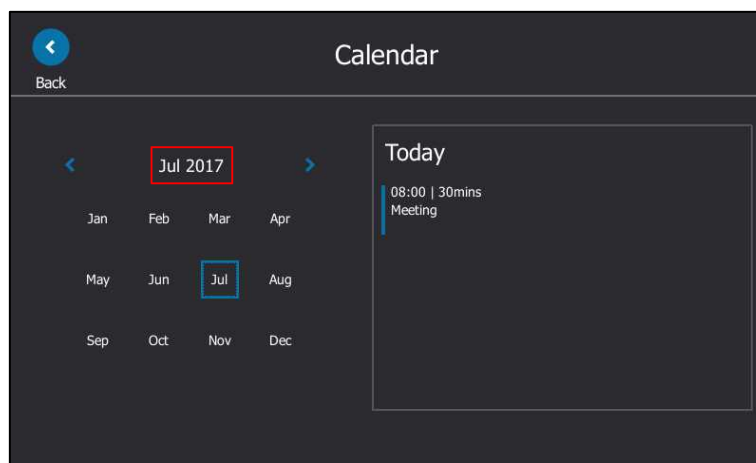 Back
Calendar
Jul 2017
Jan Feb Mar Apr
May Jun Jul Aug
Sep Oct Nov Dec
Today
08:00 | 30mins
Meeting